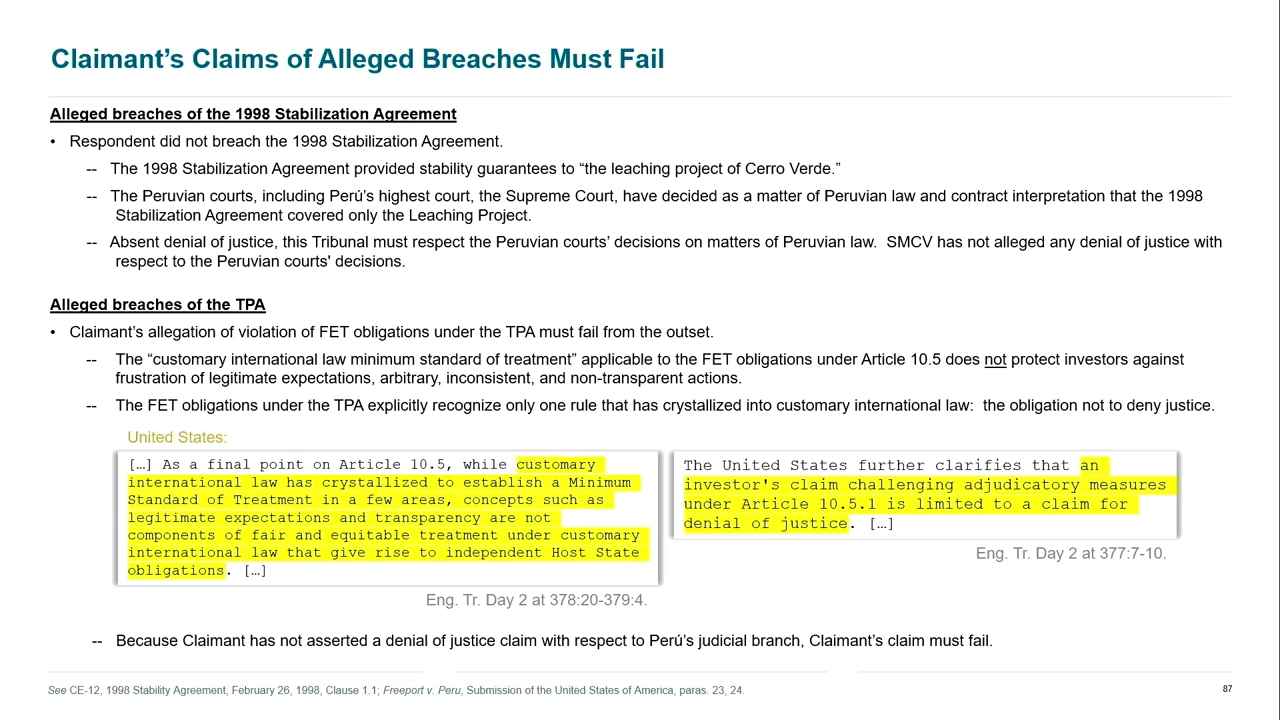 Claimant’s Claims of Alleged Breaches Must Fail
Alleged breaches of the 1998 Stabilization Agreement
• Respondent did not breach the 1998 Stabilization Agreement.
-- The 1998 Stabilization Agreement provided stability guarantees to “the leaching project of Cerro Verde.”
-- The Peruvian courts, including Perú’s highest court, the Supreme Court, have decided as a matter of Peruvian law and contract interpretation that the 1998
Stabilization Agreement covered only the Leaching Project.
-- Absent denial of justice, this Tribunal must respect the Peruvian courts’ decisions on matters of Peruvian law. SMCV has not alleged any denial of justice with
respect to the Peruvian courts' decisions.
Alleged breaches of the TPA
• Claimant’s allegation of violation of FET obligations under the TPA must fail from the outset.
-- The “customary international law minimum standard of treatment” applicable to the FET obligations under Article 10.5 does not protect investors against
frustration of legitimate expectations, arbitrary, inconsistent, and non-transparent actions.
-- The FET obligations under the TPA explicitly recognize only one rule that has crystallized into customary international law: the obligation not to deny justice.
United States:
[…] As a final point on Article 10.5, while customary
international law has crystallized to establish a Minimum
Standard of Treatment in a few areas, concepts such as
legitimate expectations and transparency are not
components of fair and equitable treatment under customary
international law that give rise to independent Host State
obligations. […]
Eng. Tr. Day 2 at 378:20-379:4.
The United States further clarifies that an
investor's claim challenging adjudicatory measures
under Article 10.5.1 is limited to a claim for
denial of justice. […]
Eng. Tr. Day 2 at 377:7-10.
-- Because Claimant has not asserted a denial of justice claim with respect to Perú’s judicial branch, Claimant’s claim must fail.
See CE-12, 1998 Stability Agreement, February 26, 1998, Clause 1.1; Freeport v. Peru, Submission of the United States of America, paras. 23, 24.
87